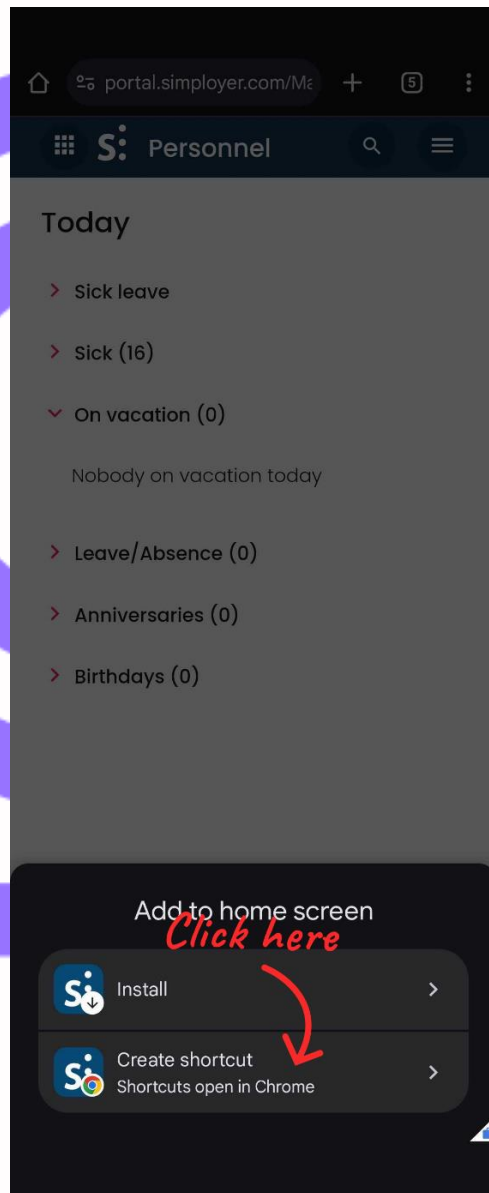 portal.simployer.com/Ma
5
S Personnel
Today
Sick leave
Sick (16)
On vacation (0)
Nobody on vacation today
Leave/Absence (0)
Anniversaries (0)
Birthdays (0)
Add to home screen
Click here
Install
Create shortcut
Shortcuts open in Chrome